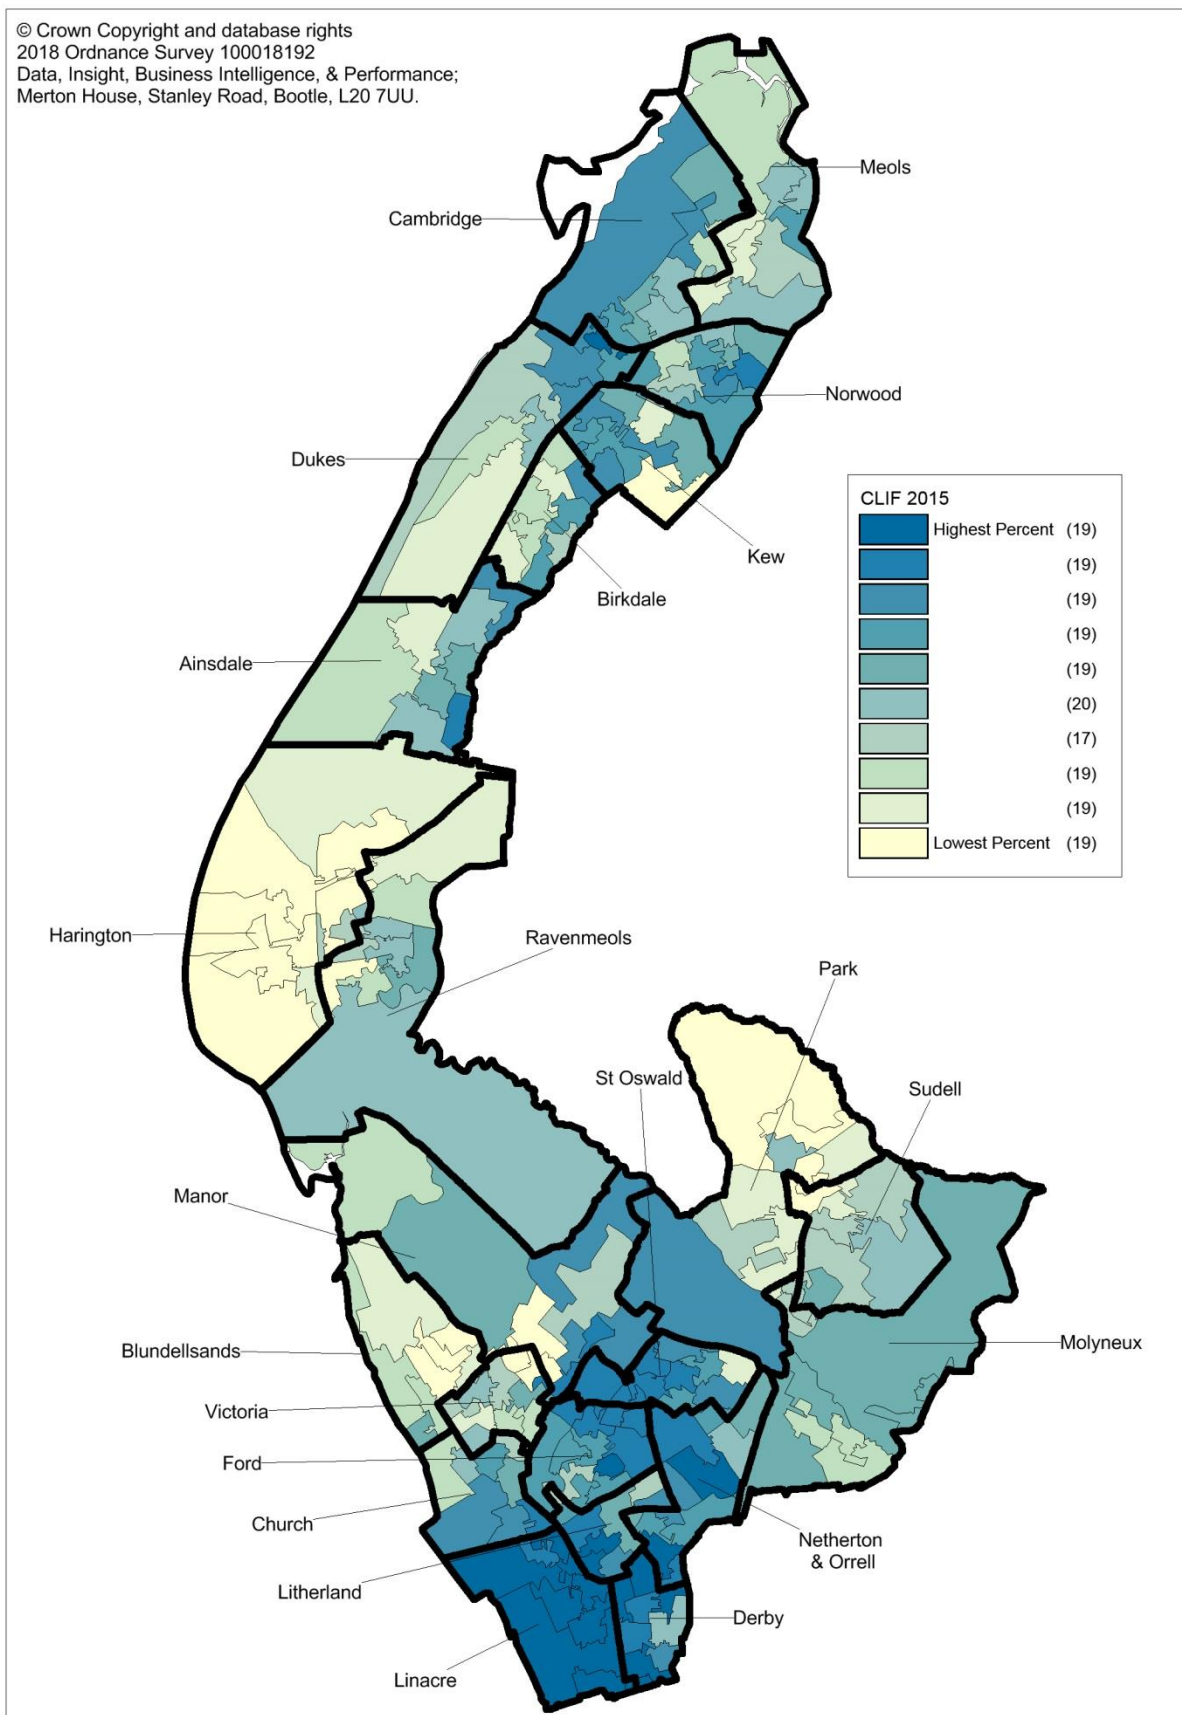 © Crown Copyright and database rights
2018 Ordnance Survey 100018192
Data, Insight, Business Intelligence, & Performance;
Merton House, Stanley Road, Bootle, L20 7UU.
Meols
Cambridge
Norwood
Dukes
Kew
Birkdale
Ainsdale
CLIF 2015
Highest Percent (19)
(19)
(19)
(19)
(19)
(20)
(17)
(19)
(19)
Lowest Percent (19)
Harington
Ravenmeols
Park
St Oswald
Sudell
Manor
Blundellsands
Molyneux
Victoria
Ford
Church
Netherton
& Orrell
Litherland
Derby
Linacre